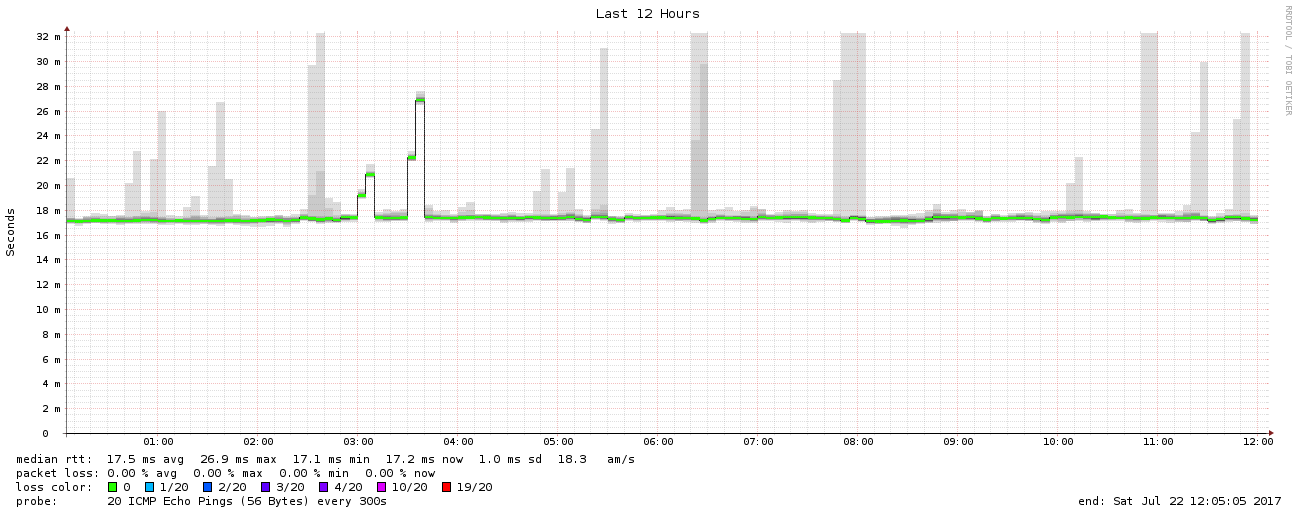 Last 12 Hours
RRDTOOL / TOBI OETIKER
Seconds
32 m
30 m
28 m
26 m
24 m
22 m
20 m
18 m
16 m
14 m
12 m
10 m
8 m
6 m
4 m
2 m
0
01:00 02:00 03:00 04:00 05:00 06:00 07:00 08:00 09:00 10:00 11:00 12:00
median rtt: 17.5 ms avg 26.9 ms max 17.1 ms min 17.2 ms now 1.0 ms sd 18.3 am/s
packet loss: 0.00 % avg 0.00 % max 0.00 % min 0.00 % now
loss color: 0 1/20 2/20 3/20 4/20 10/20 19/20
probe: 20 ICMP Echo Pings (56 Bytes) every 300s end: Sat Jul 22 12:05:05 2017